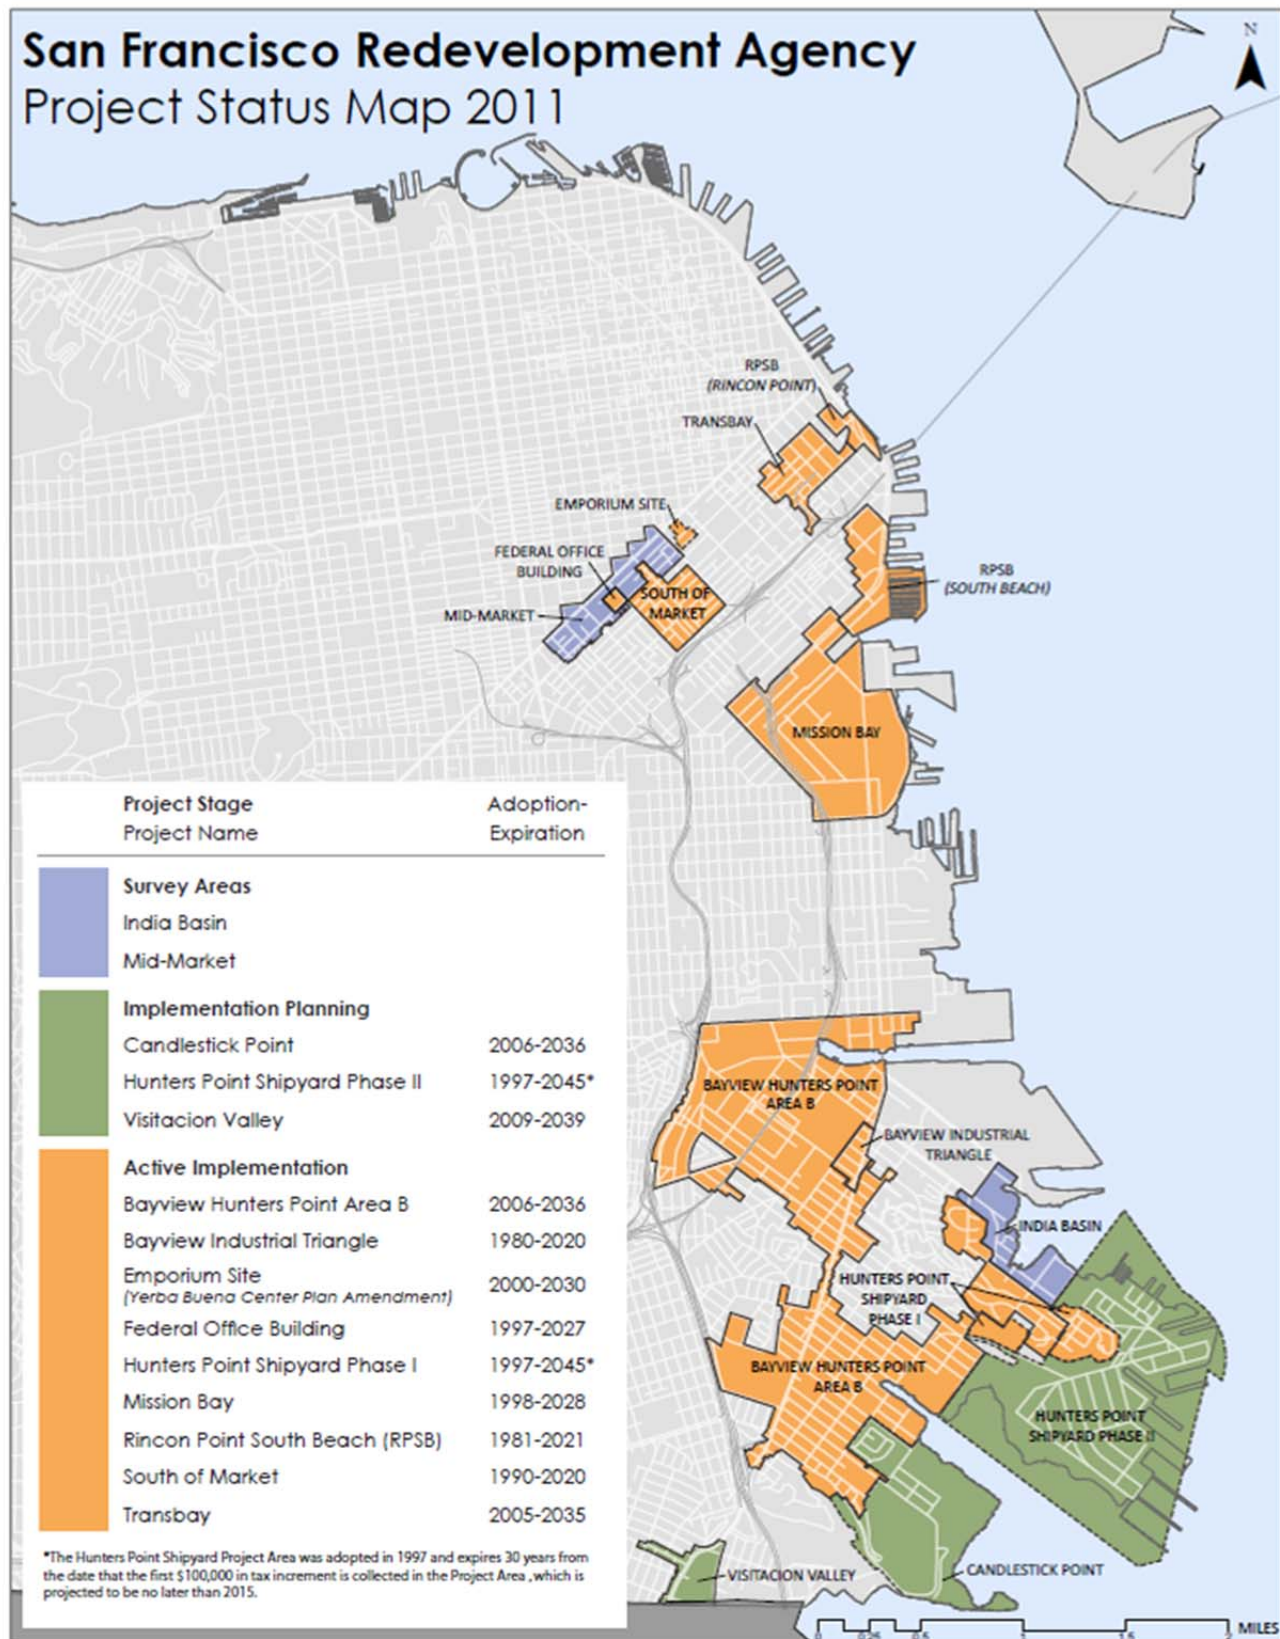 San Francisco Redevelopment Agency
Project Status Map 2011
N
RPSB
(RINCON POINT)
TRANSBAY
EMPORIUM SITE
FEDERAL OFFICE
BUILDING
SOUTH OF
MARKET
MID-MARKET
RPSB
(SOUTH BEACH)
MISSION BAY
Project Stage
Project Name
Adoption-
Expiration
Survey Areas
India Basin
Mid-Market
Implementation Planning
Candlestick Point 2006-2036
Hunters Point Shipyard Phase II 1997-2045*
Visitacion Valley 2009-2039
Active Implementation
Bayview Hunters Point Area B 2006-2036
Bayview Industrial Triangle 1980-2020
Emporium Site 2000-2030
(Yerba Buena Center Plan Amendment)
Federal Office Building 1997-2027
Hunters Point Shipyard Phase I 1997-2045*
Mission Bay 1998-2028
Rincon Point South Beach (RPSB) 1981-2021
South of Market 1990-2020
Transbay 2005-2035
*The Hunters Point Shipyard Project Area was adopted in 1997 and expires 30 years from
the date that the first $100,000 in tax increment is collected in the Project Area , which is
projected to be no later than 2015.
BAYVIEW HUNTERS POINT
AREA B
BAYVIEW INDUSTRIAL
TRIANGLE
INDIA BASIN
HUNTERS POINT
SHIPYARD
PHASE I
BAYVIEW HUNTERS POINT
AREA B
HUNTERS POINT
SHIPYARD PHASE II
VISITACION VALLEY
CANDLESTICK POINT
MILES